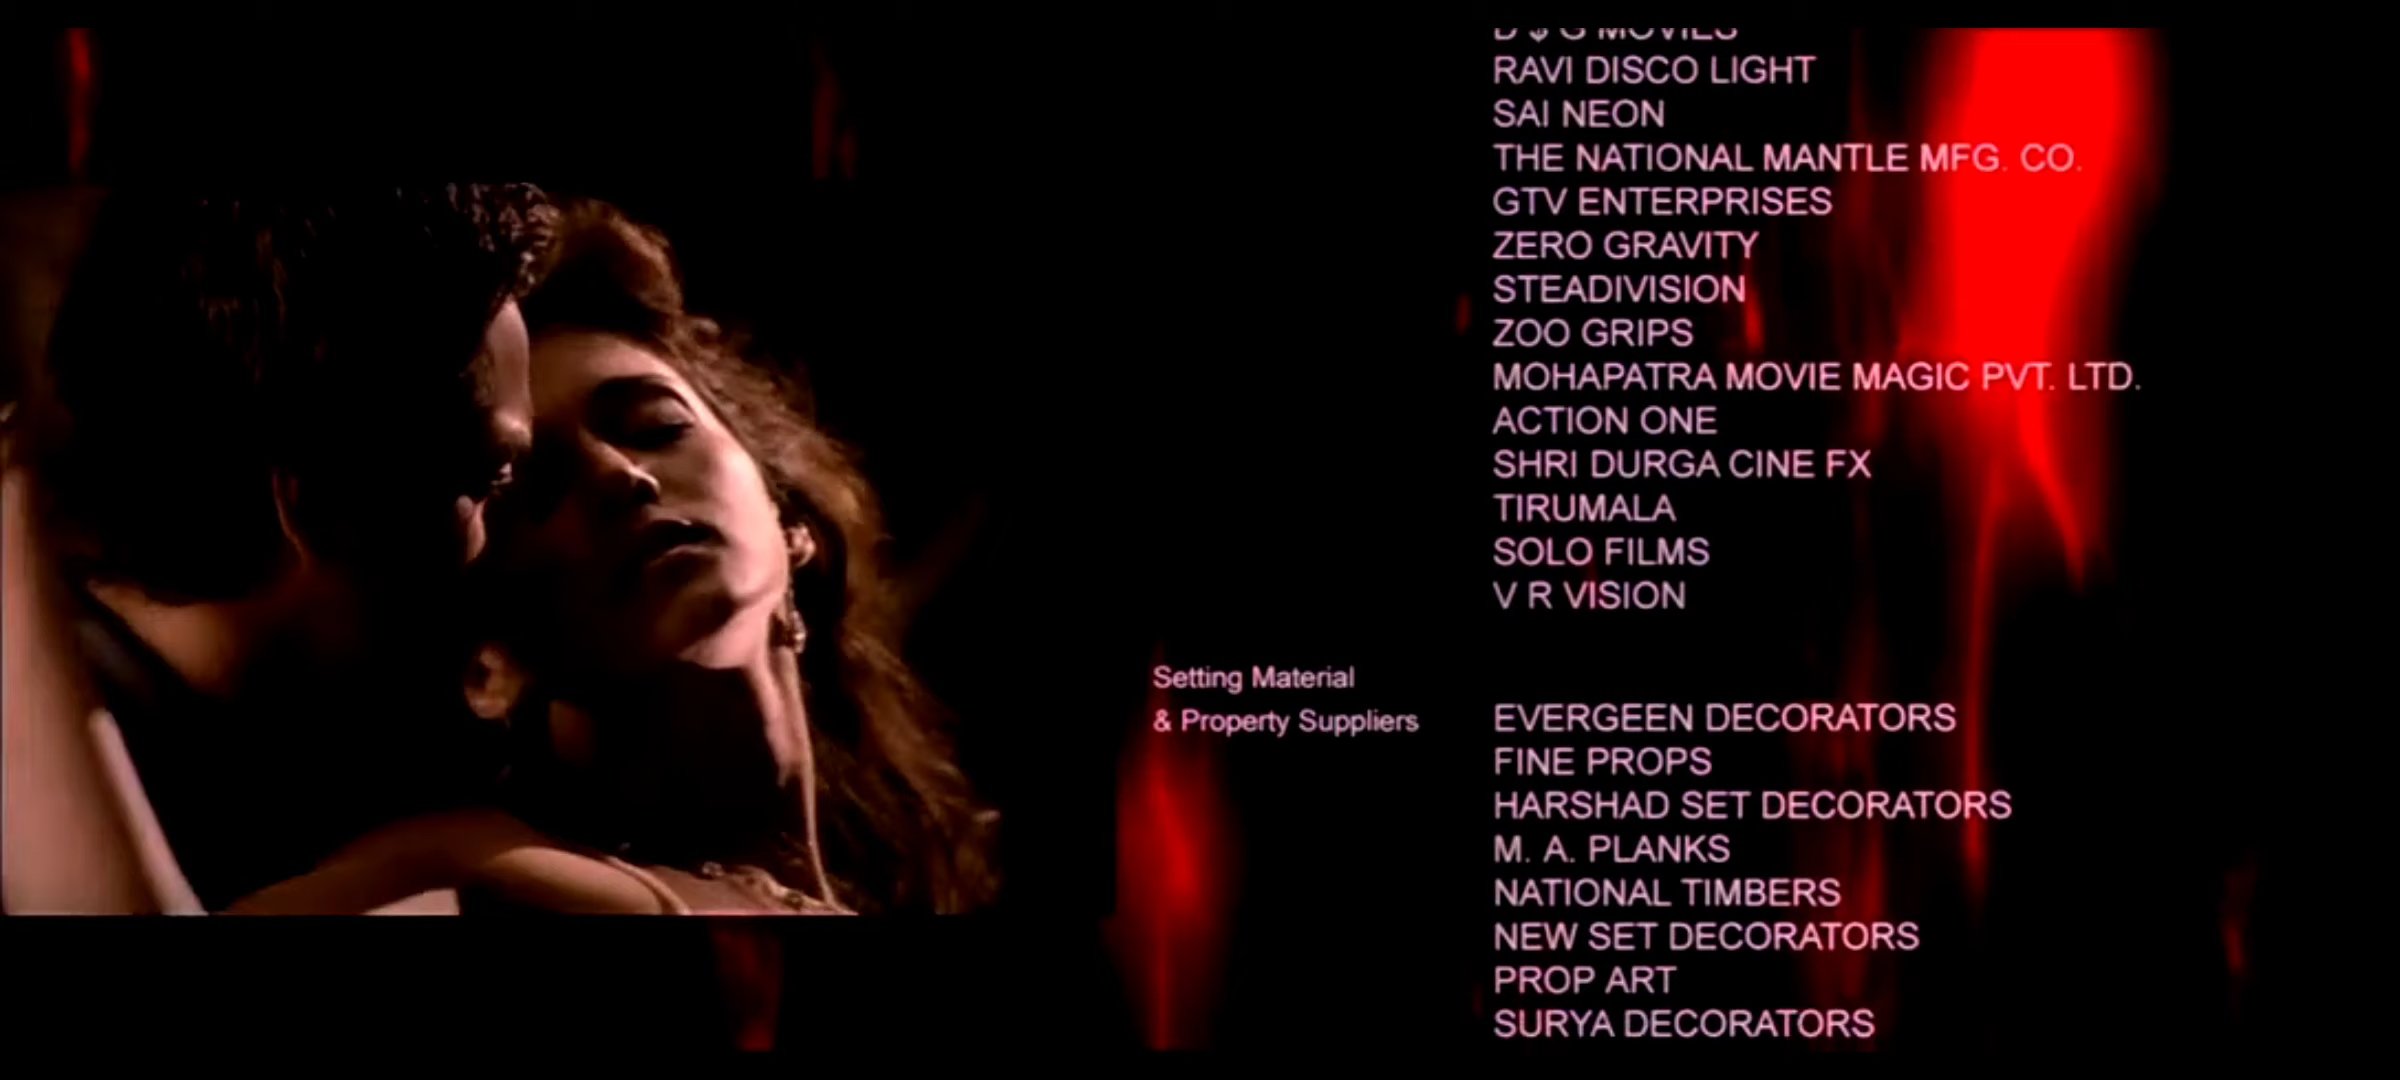 D $ G MOVIES
RAVI DISCO LIGHT
SAI NEON
THE NATIONAL MANTLE MFG. CO.
GTV ENTERPRISES
ZERO GRAVITY
STEADIVISION
ZOO GRIPS
MOHAPATRA MOVIE MAGIC PVT. LTD.
ACTION ONE
SHRI DURGA CINE FX
TIRUMALA
SOLO FILMS
V R VISION
Setting Material
& Property Suppliers
EVERGEEN DECORATORS
FINE PROPS
HARSHAD SET DECORATORS
M. A. PLANKS
NATIONAL TIMBERS
NEW SET DECORATORS
PROP ART
SURYA DECORATORS